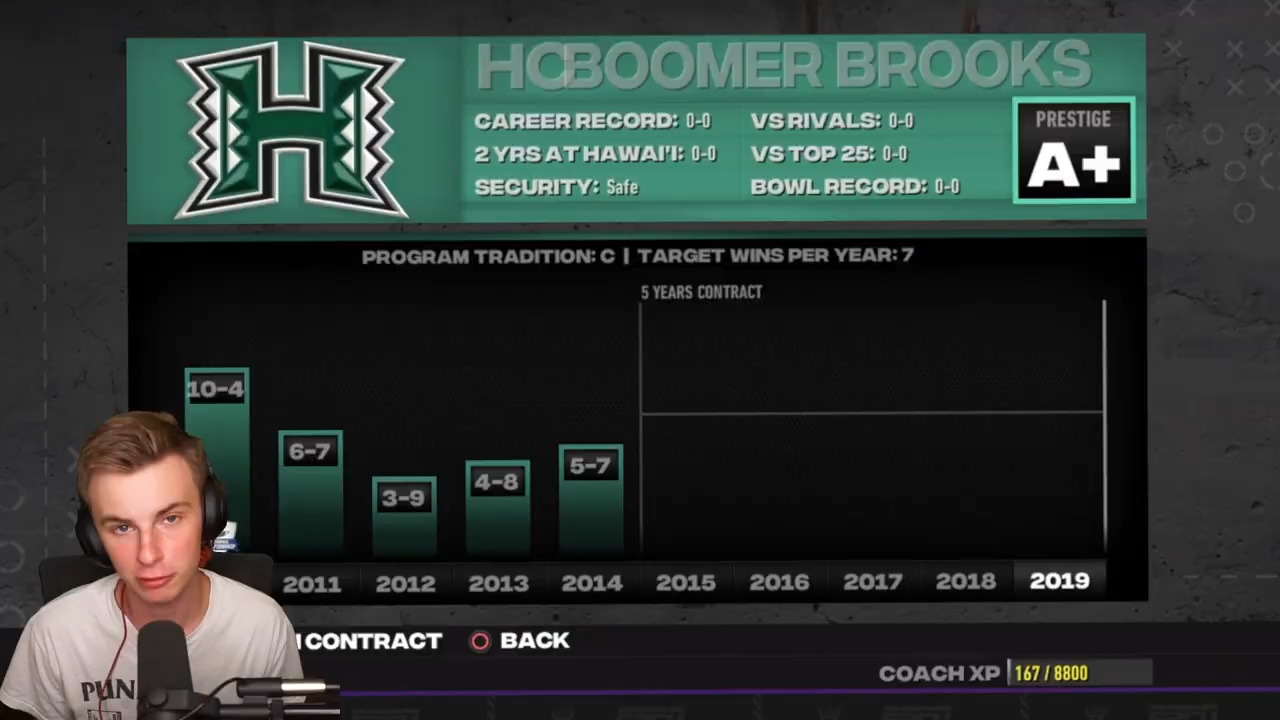 HC BOOMER BROOKS
CAREER RECORD: 0-0 VS RIVALS: 0-0
2 YRS AT HAWAI'I: 0-0 VS TOP 25: 0-0
SECURITY: Safe BOWL RECORD: 0-0
PRESTIGE
A+
PROGRAM TRADITION: C | TARGET WINS PER YEAR: 7
5 YEARS CONTRACT
10-4
6-7
3-9
4-8
5-7
2011 2012 2013 2014 2015 2016 2017 2018 2019
CONTRACT BACK
COACH XP 167 / 8800